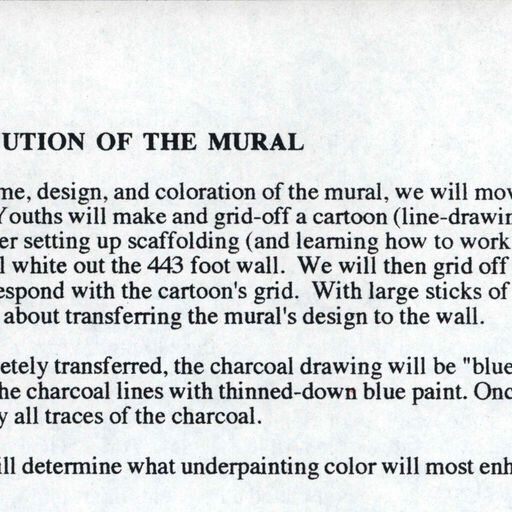 UTION OF THE MURAL
me, design, and coloration of the mural, we will mov
Youths will make and grid-off a cartoon (line-drawin
er setting up scaffolding (and learning how to work
l white out the 443 foot wall. We will then grid off
espond with the cartoon's grid. With large sticks of
about transferring the mural's design to the wall.
etely transferred, the charcoal drawing will be "blue
he charcoal lines with thinned-down blue paint. Onc
y all traces of the charcoal.
ill determine what underpainting color will most enh